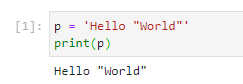 [1]: p = 'Hello "World"'
print(p)
Hello "World"